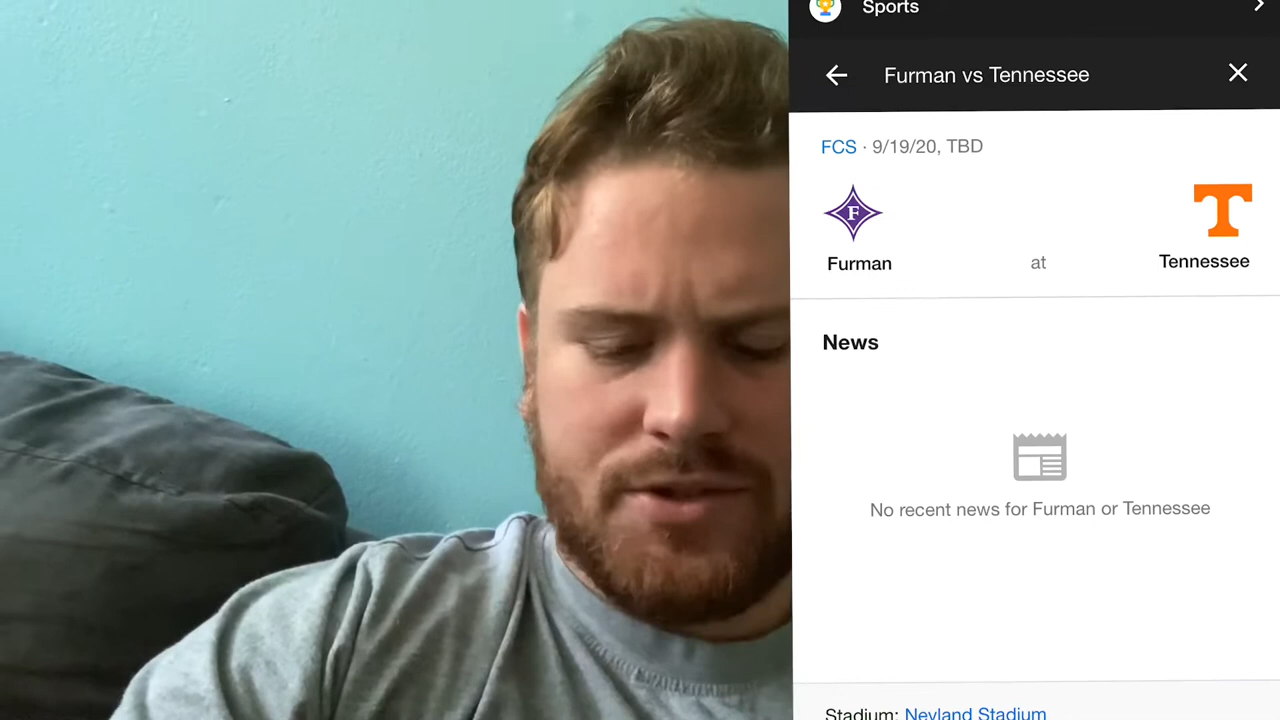 Sports
Furman vs Tennessee
FCS · 9/19/20, TBD
F
T
Furman at Tennessee
News
No recent news for Furman or Tennessee
Stadium: Neyland Stadium